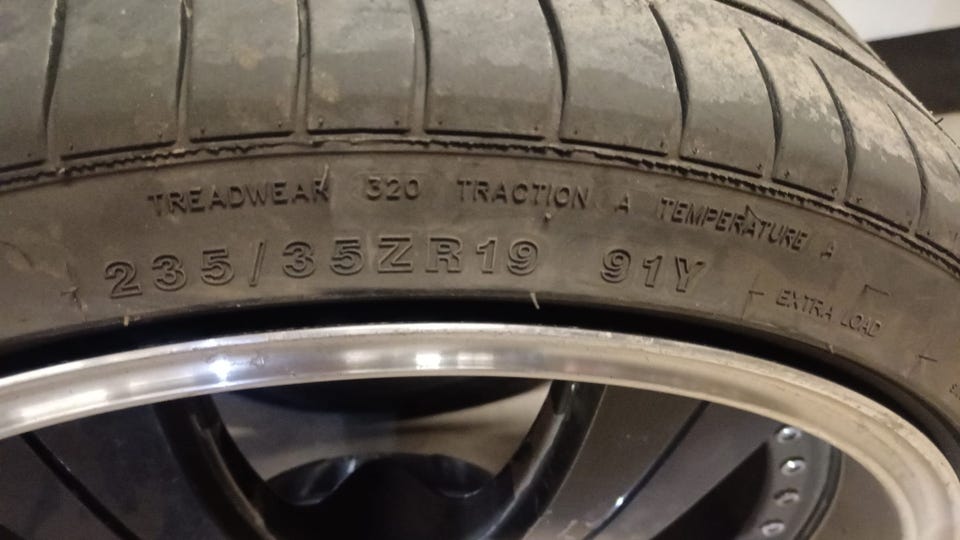 TREADWEAR 320 TRACTION A TEMPERATURE A
235/35ZR19 91Y
EXTRA LOAD